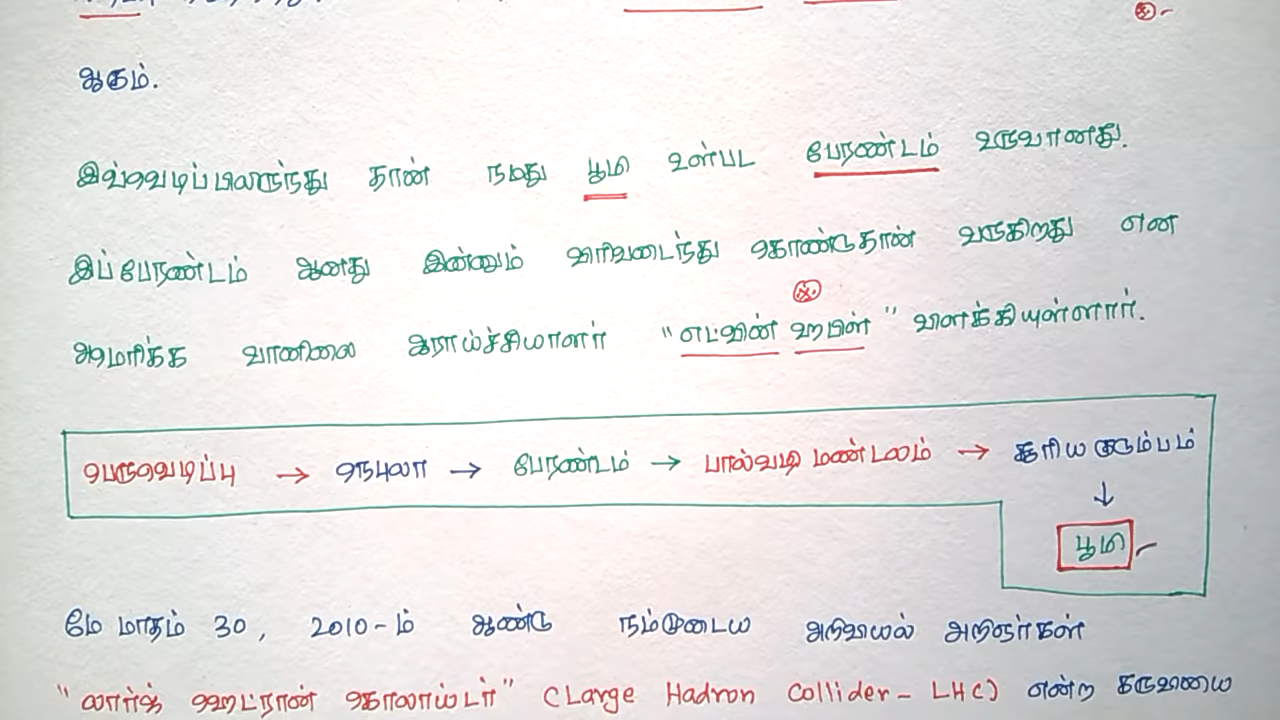 ஆகும்.
இவ்வெடிப்பிலிருந்து தான் நமது பூமி உள்பட பேரண்டம் உருவானது.
இப்பேரண்டம் ஆனது இன்னும் விரிவடைந்து கொண்டுதான் வருகிறது என
அமெரிக்க வானிலை ஆராய்ச்சியாளர் "எட்வின் ஹபிள்" விளக்கியுள்ளார்.
பெருவெடிப்பு → நெபுலா → பேரண்டம் → பால்வழி மண்டலம் → சூரிய குடும்பம்
↓
பூமி
மே மாதம் 30, 2010-ம் ஆண்டு நம்முடைய அறிவியல் அறிஞர்கள்
"லார்ஜ் ஹேட்ரான் கொலாய்டர்" (Large Hadron Collider - LHC) என்ற கருவியை